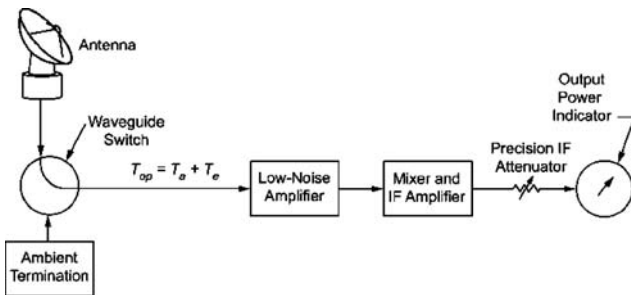 Antenna
Waveguide
Switch
T_op = T_a + T_e
Low-Noise
Amplifier
Mixer and
IF Amplifier
Precision IF
Attenuator
Output
Power
Indicator
Ambient
Termination